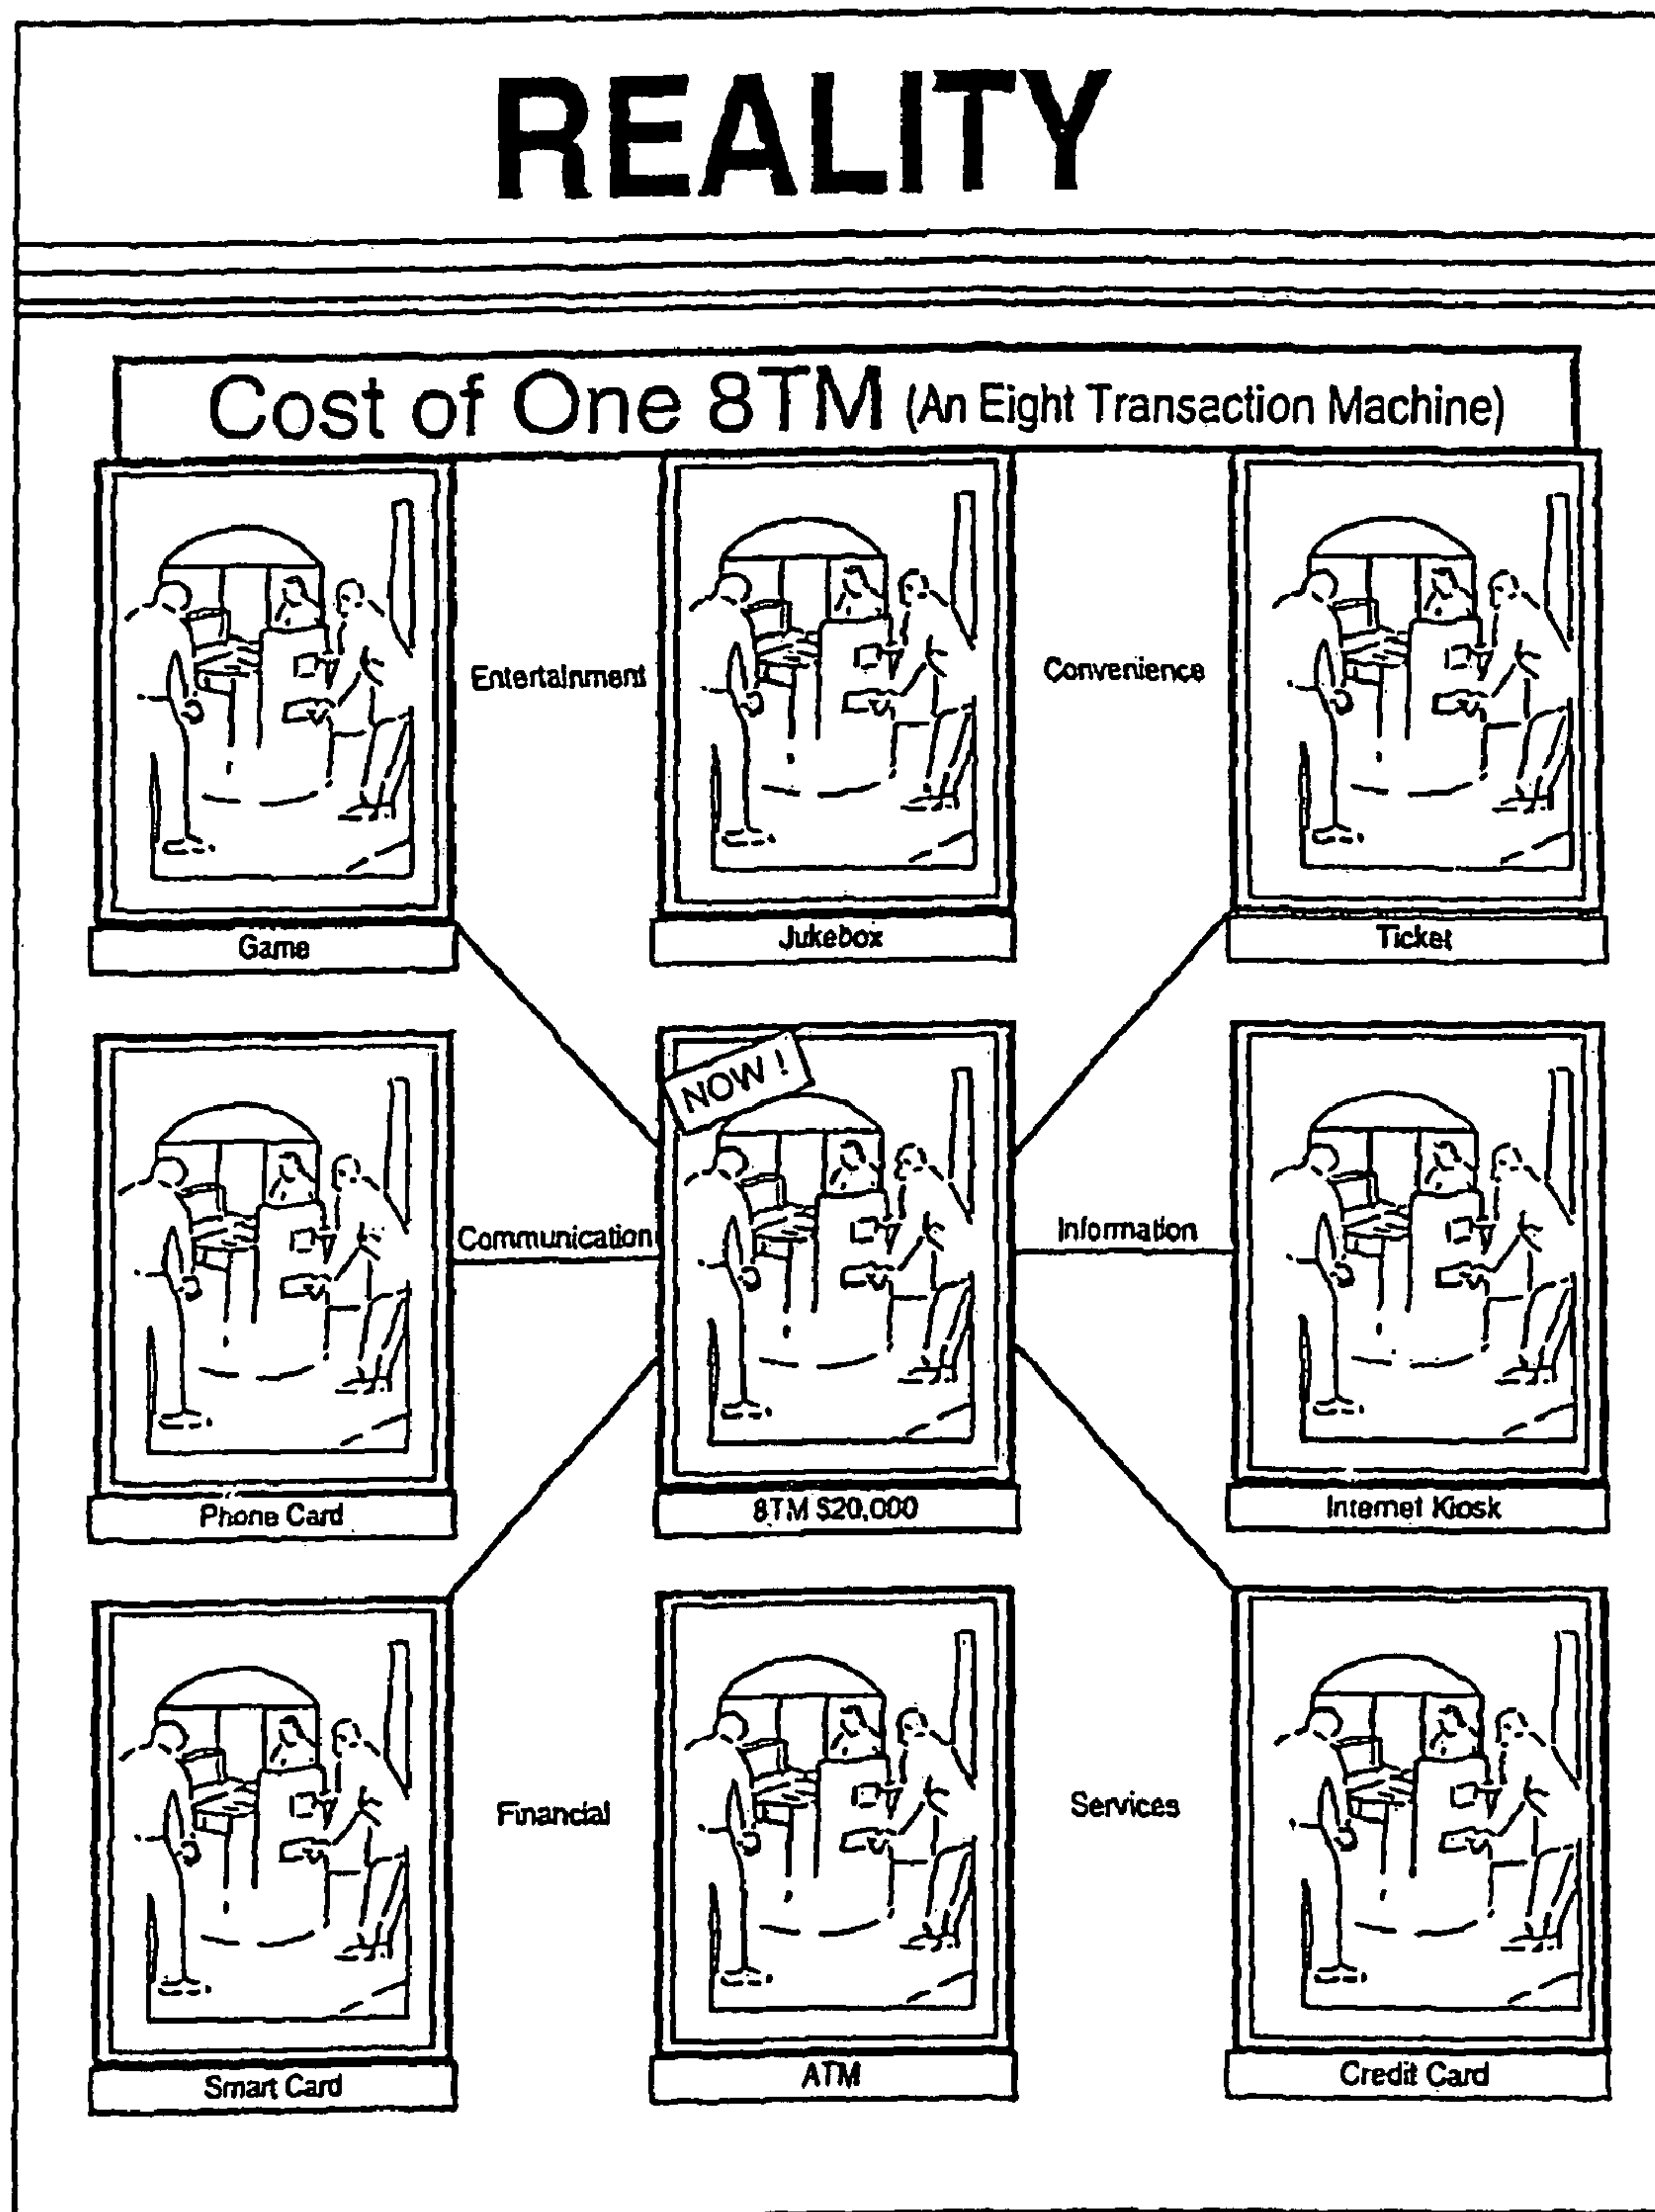 REALITY
Cost of One 8TM (An Eight Transaction Machine)
Entertainment
Convenience
Game
Jukebox
Ticket
NOW !
Communication
Information
Phone Card
8TM $20,000
Internet Kiosk
Financial
Services
Smart Card
ATM
Credit Card